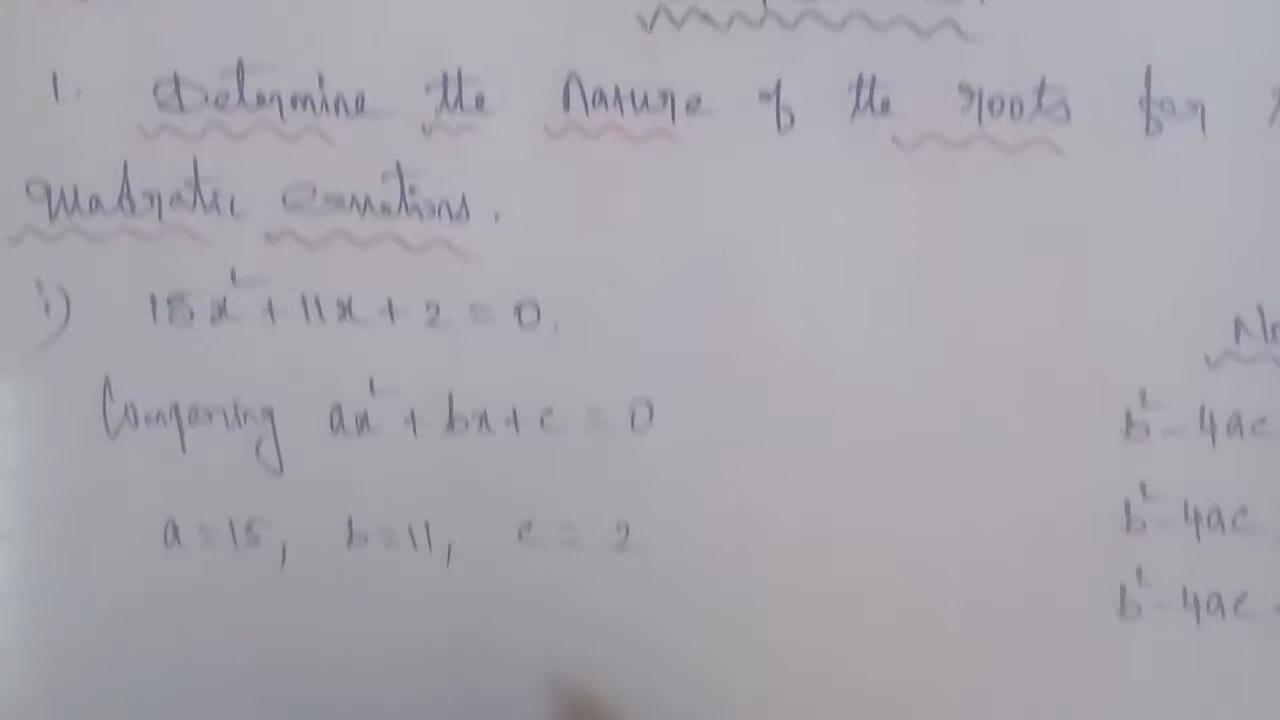 1. Determine the Nature of the roots for
quadratic equations.
i) 15x² + 11x + 2 = 0.
Comparing ax² + bx + c = 0
a = 15, b = 11, c = 2
b² - 4ac
b² - 4ac
b² - 4ac